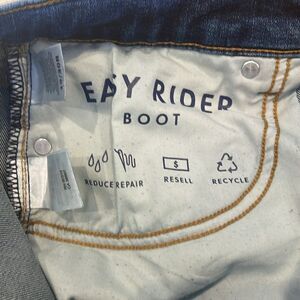 EASY RIDER
BOOT
$
REDUCE REPAIR RESELL RECYCLE